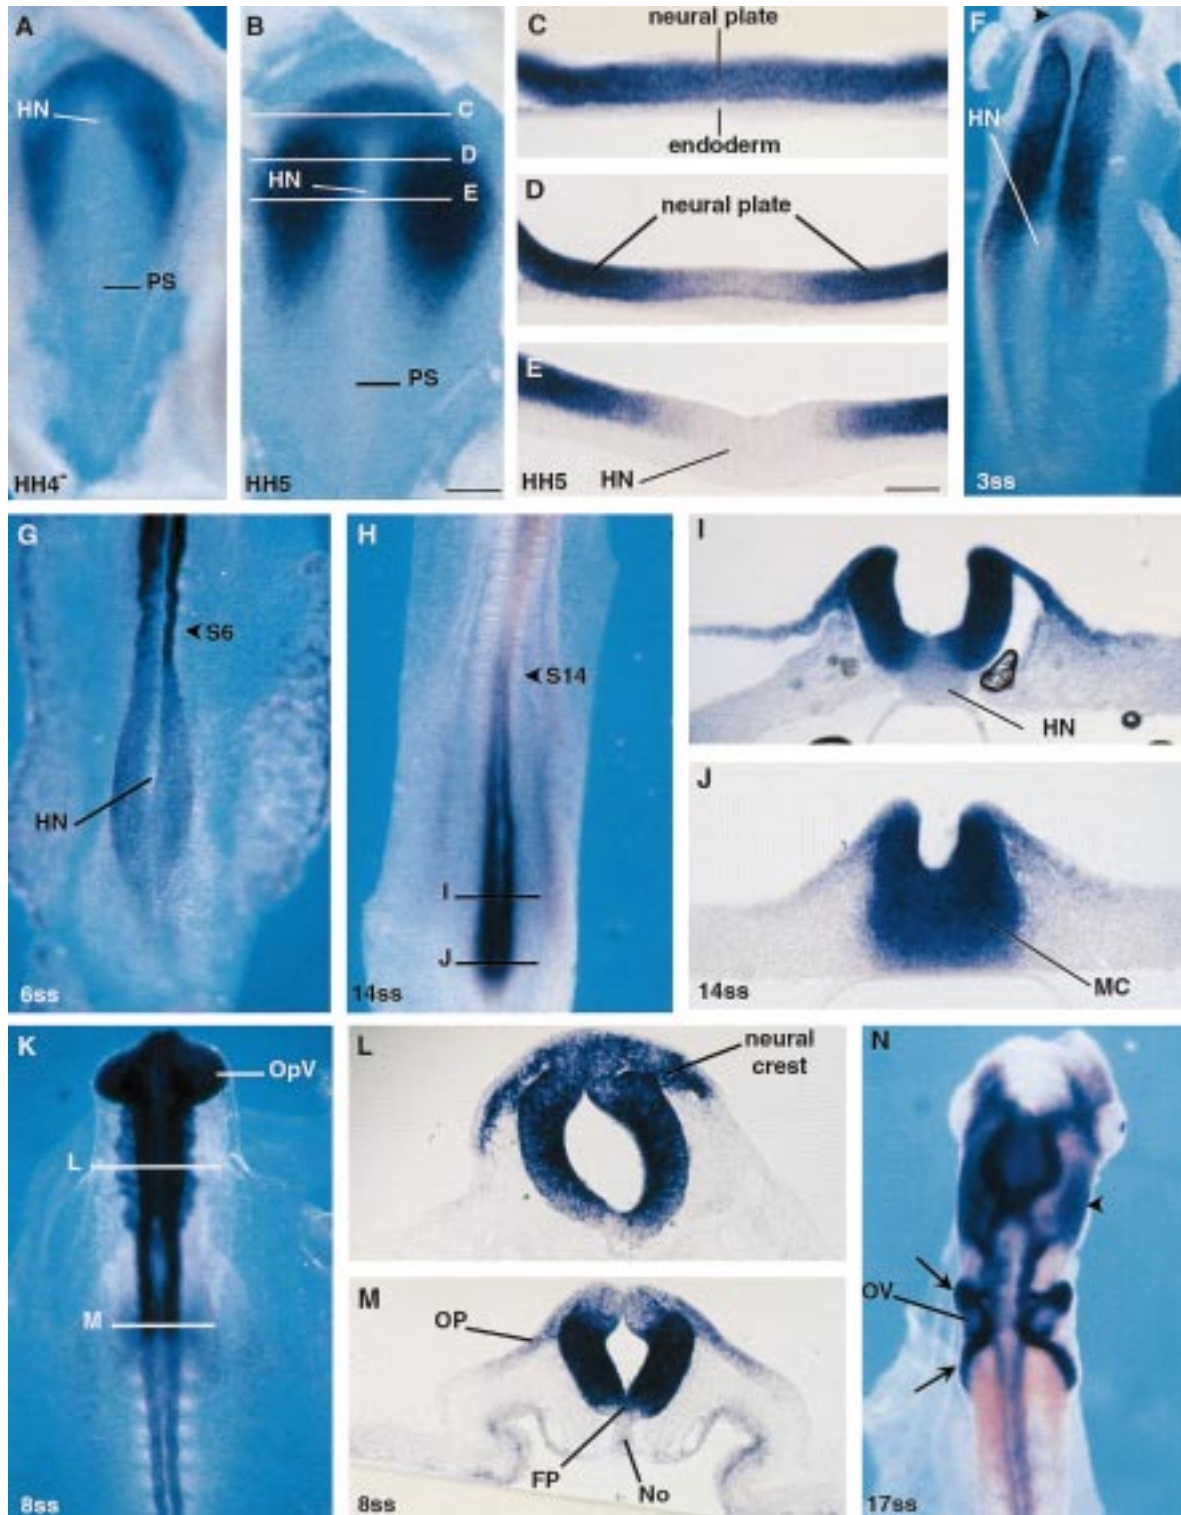 A
HN
PS
HH4-
B
C
D
HN
E
PS
HH5
C
neural plate
endoderm
D
neural plate
E
HH5
HN
F
HN
3ss
G
S6
HN
6ss
H
S14
I
J
14ss
I
HN
J
MC
14ss
K
OpV
L
M
8ss
L
neural
crest
M
OP
FP
No
8ss
N
OV
17ss